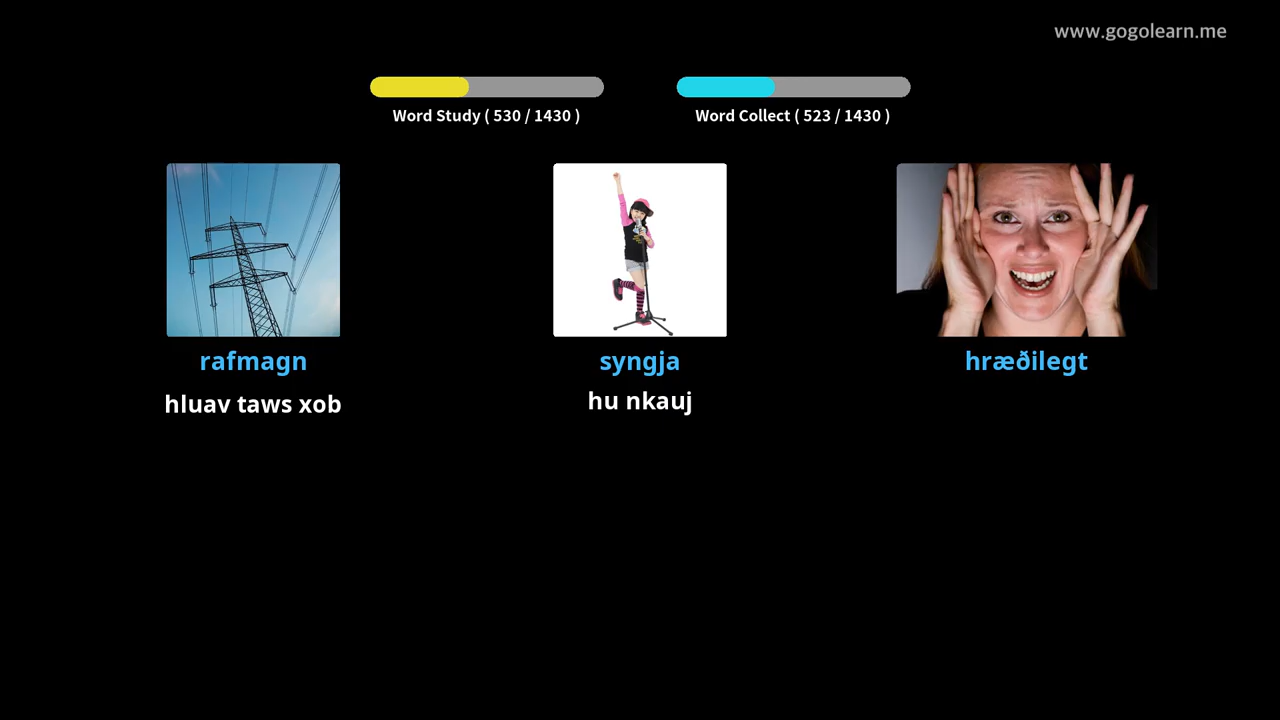 www.gogolearn.me
Word Study ( 530 / 1430 )
Word Collect ( 523 / 1430 )
rafmagn
syngja
hræðilegt
hluav taws xob
hu nkauj